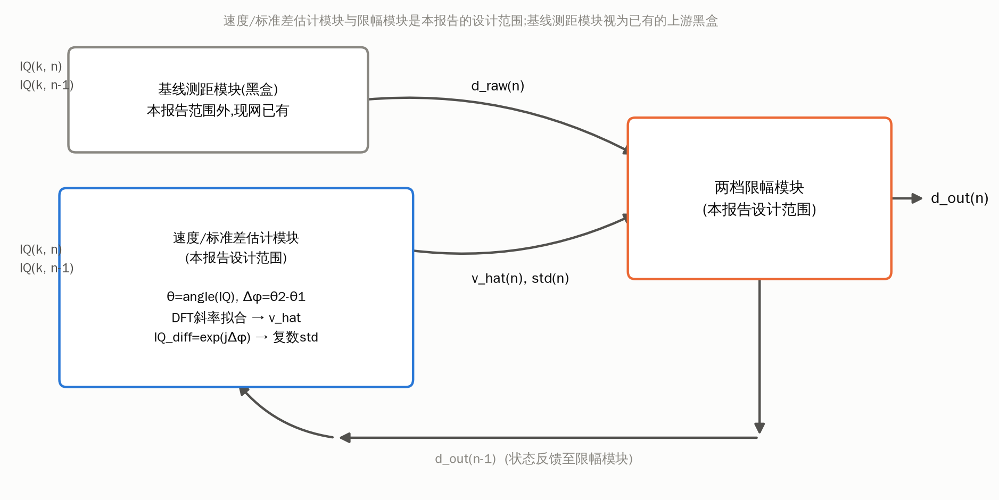 速度/标准差估计模块与限幅模块是本报告的设计范围;基线测距模块视为已有的上游黑盒
IQ(k, n)
IQ(k, n-1)
基线测距模块(黑盒)
本报告范围外,现网已有
d_raw(n)
两档限幅模块
(本报告设计范围)
d_out(n)
IQ(k, n)
IQ(k, n-1)
速度/标准差估计模块
(本报告设计范围)
θ=angle(IQ), Δφ=θ2-θ1
DFT斜率拟合 → v_hat
IQ_diff=exp(jΔφ) → 复数std
v_hat(n), std(n)
d_out(n-1)  (状态反馈至限幅模块)